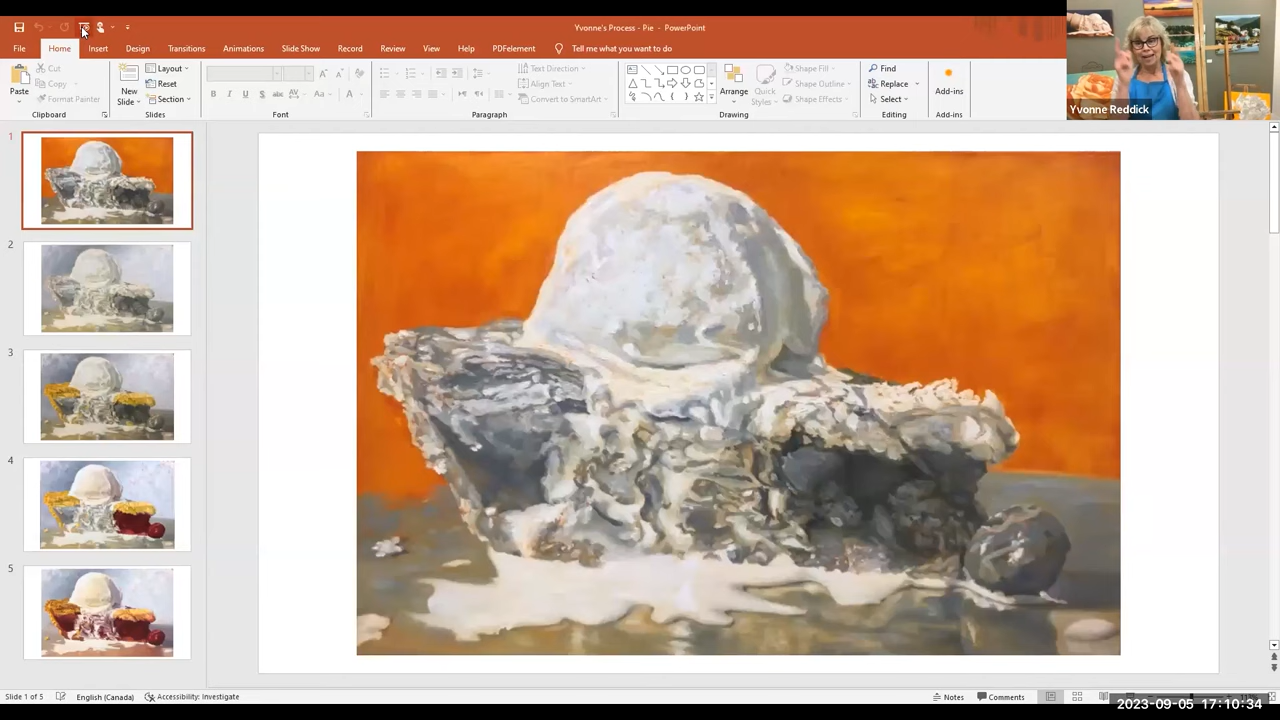 Yvonne's Process - Pie - PowerPoint
File Home Insert Design Transitions Animations Slide Show Record Review View Help PDFelement Tell me what you want to do
Paste
Cut
Copy
Format Painter
Clipboard
New Slide
Layout
Reset
Section
Slides
Font
Text Direction
Align Text
Convert to SmartArt
Paragraph
Arrange
Quick Styles
Shape Fill
Shape Outline
Shape Effects
Drawing
Find
Replace
Select
Editing
Add-ins
Add-ins
Yvonne Reddick
1
2
3
4
5
Slide 1 of 5 English (Canada) Accessibility: Investigate Notes Comments
2023-09-05 17:10:34